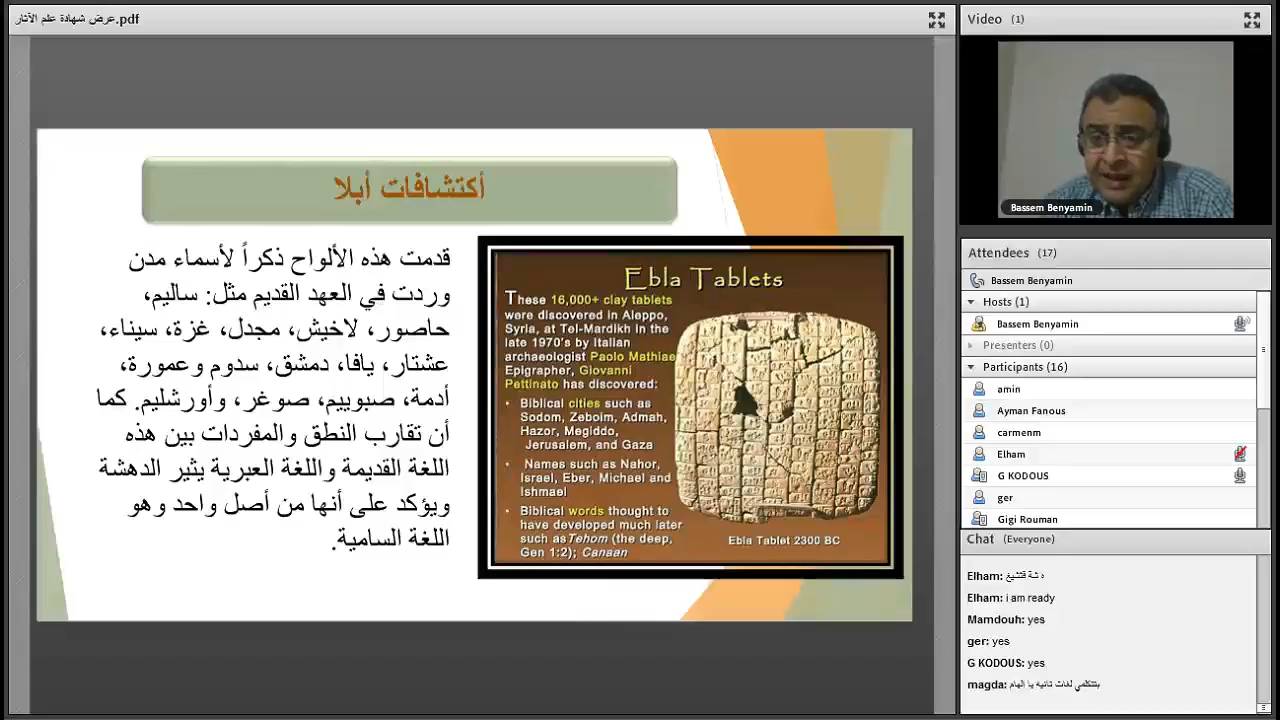 عرض شهادة علم الآثار.pdf
أكتشافات أبلا
قدمت هذه الألواح ذكراً لأسماء مدن
وردت في العهد القديم مثل: ساليم،
حاصور، لاخيش، مجدل، غزة، سيناء،
عشتار، يافا، دمشق، سدوم وعمورة،
أدمة، صبوييم، صوغر، وأورشليم. كما
أن تقارب النطق والمفردات بين هذه
اللغة القديمة واللغة العبرية يثير الدهشة
ويؤكد على أنها من أصل واحد وهو
اللغة السامية.
Ebla Tablets
These 16,000+ clay tablets
were discovered in Aleppo,
Syria, at Tel-Mardikh in the
late 1970's by Italian
archaeologist Paolo Mathiae
Epigrapher, Giovanni
Pettinato has discovered:
• Biblical cities such as
Sodom, Zeboim, Admah,
Hazor, Megiddo,
Jerusalem, and Gaza
• Names such as Nahor,
Israel, Eber, Michael and
Ishmael
• Biblical words thought to
have developed much later
such as Tehom (the deep,
Gen 1:2); Canaan
Ebla Tablet 2300 BC
Video (1)
Bassem Benyamin
Attendees (17)
Bassem Benyamin
Hosts (1)
Bassem Benyamin
Presenters (0)
Participants (16)
amin
Ayman Fanous
carmenm
Elham
G KODOUS
ger
Gigi Rouman
Chat (Everyone)
Elham:
Elham: i am ready
Mamdouh: yes
ger: yes
G KODOUS: yes
magda: بتتكلمي لغات تانيه يا الهام